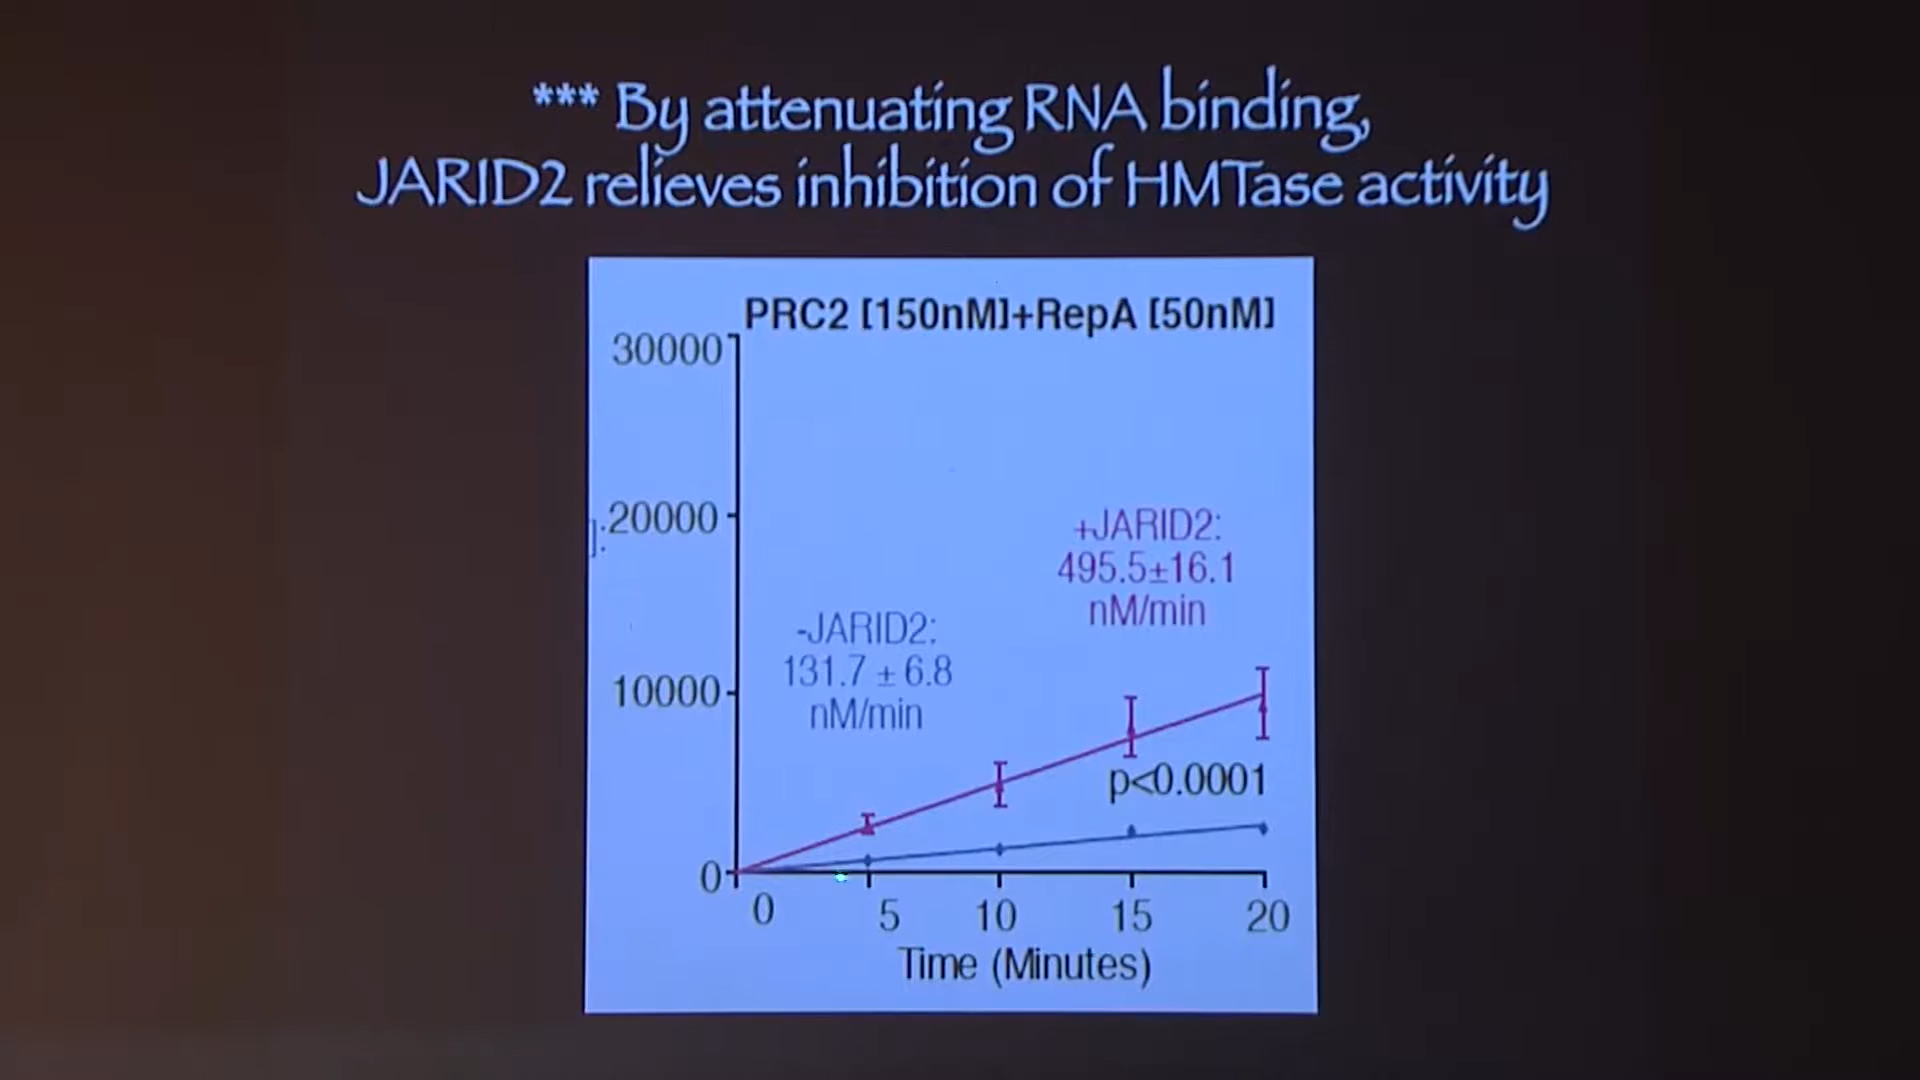 *** By attenuating RNA binding,
JARID2 relieves inhibition of HMTase activity
PRC2 [150nM]+RepA [50nM]
30000
].20000
10000
0
+JARID2:
495.5±16.1
nM/min
-JARID2:
131.7 ± 6.8
nM/min
p<0.0001
0 5 10 15 20
Time (Minutes)